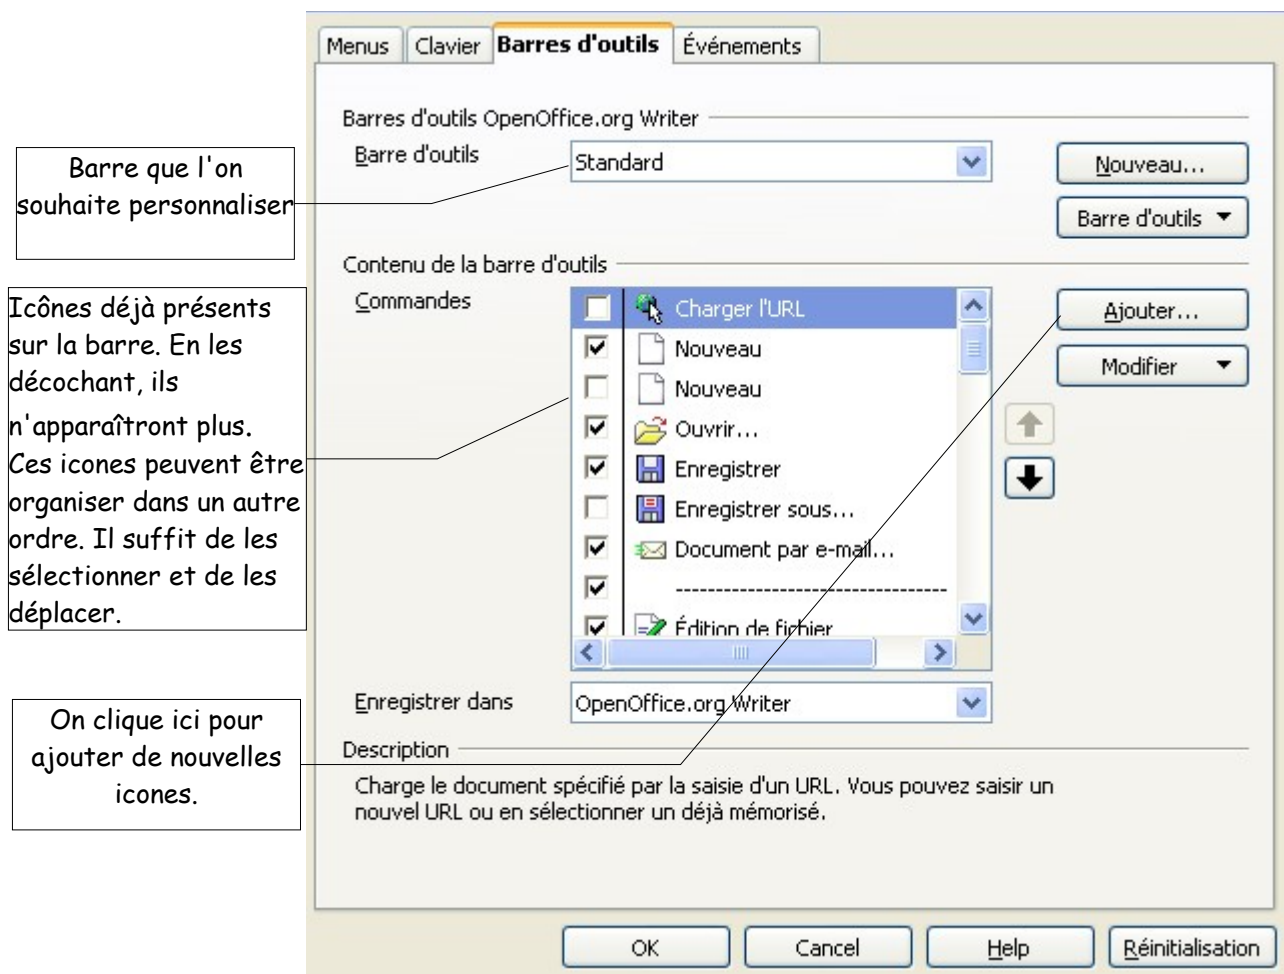 Menus Clavier Barres d'outils Événements
Barres d'outils OpenOffice.org Writer
Barre d'outils Standard Nouveau...
Barre d'outils
Barre que l'on
souhaite personnaliser
Contenu de la barre d'outils
Commandes
Charger l'URL
Nouveau
Nouveau
Ouvrir...
Enregistrer
Enregistrer sous...
Document par e-mail...
--------------------------------
Édition de fichier
Ajouter...
Modifier
Icônes déjà présents
sur la barre. En les
décochant, ils
n'apparaîtront plus.
Ces icones peuvent être
organiser dans un autre
ordre. Il suffit de les
sélectionner et de les
déplacer.
Enregistrer dans OpenOffice.org Writer
On clique ici pour
ajouter de nouvelles
icones.
Description
Charge le document spécifié par la saisie d'un URL. Vous pouvez saisir un
nouvel URL ou en sélectionner un déjà mémorisé.
OK Cancel Help Réinitialisation